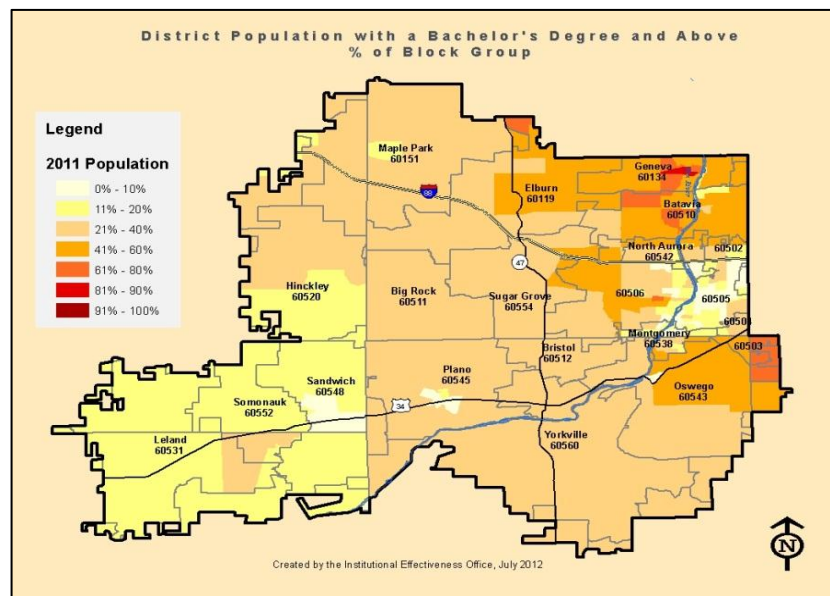 District Population with a Bachelor's Degree and Above
% of Block Group
Legend
2011 Population
0% - 10%
11% - 20%
21% - 40%
41% - 60%
61% - 80%
81% - 90%
91% - 100%
Maple Park
60151
88
Elburn
60119
Geneva
60134
Batavia
60510
North Aurora
60542
60502
47
Hinckley
60520
Big Rock
60511
Sugar Grove
60554
60506
60505
60504
Montgomery
60538
60503
Bristol
60512
Plano
60545
Sandwich
60548
Somonauk
60552
34
Oswego
60543
Leland
60531
Yorkville
60560
N
Created by the Institutional Effectiveness Office, July 2012